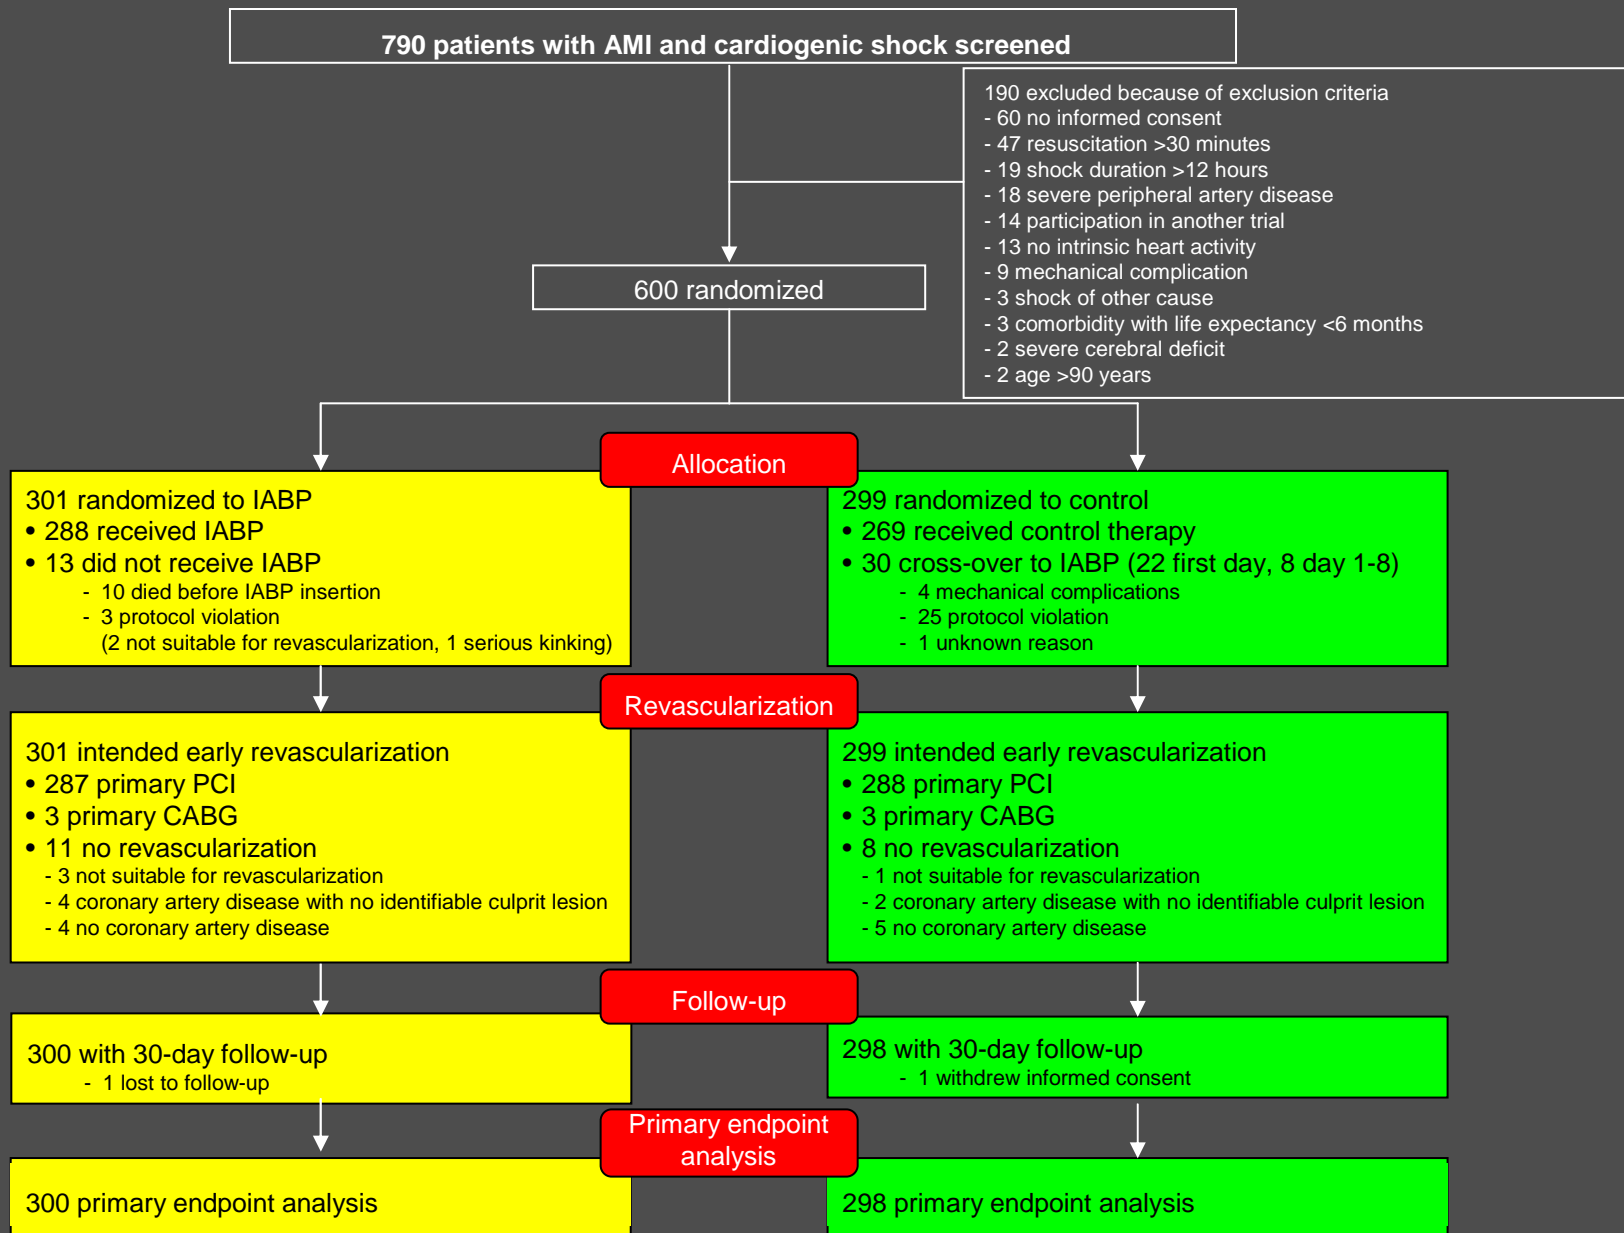 790 patients with AMI and cardiogenic shock screened
190 excluded because of exclusion criteria
- 60 no informed consent
- 47 resuscitation >30 minutes
- 19 shock duration >12 hours
- 18 severe peripheral artery disease
- 14 participation in another trial
- 13 no intrinsic heart activity
- 9 mechanical complication
- 3 shock of other cause
- 3 comorbidity with life expectancy <6 months
- 2 severe cerebral deficit
- 2 age >90 years
600 randomized
Allocation
301 randomized to IABP
• 288 received IABP
• 13 did not receive IABP
- 10 died before IABP insertion
- 3 protocol violation
(2 not suitable for revascularization, 1 serious kinking)
299 randomized to control
• 269 received control therapy
• 30 cross-over to IABP (22 first day, 8 day 1-8)
- 4 mechanical complications
- 25 protocol violation
- 1 unknown reason
Revascularization
301 intended early revascularization
• 287 primary PCI
• 3 primary CABG
• 11 no revascularization
- 3 not suitable for revascularization
- 4 coronary artery disease with no identifiable culprit lesion
- 4 no coronary artery disease
299 intended early revascularization
• 288 primary PCI
• 3 primary CABG
• 8 no revascularization
- 1 not suitable for revascularization
- 2 coronary artery disease with no identifiable culprit lesion
- 5 no coronary artery disease
Follow-up
300 with 30-day follow-up
- 1 lost to follow-up
298 with 30-day follow-up
- 1 withdrew informed consent
Primary endpoint
analysis
300 primary endpoint analysis
298 primary endpoint analysis